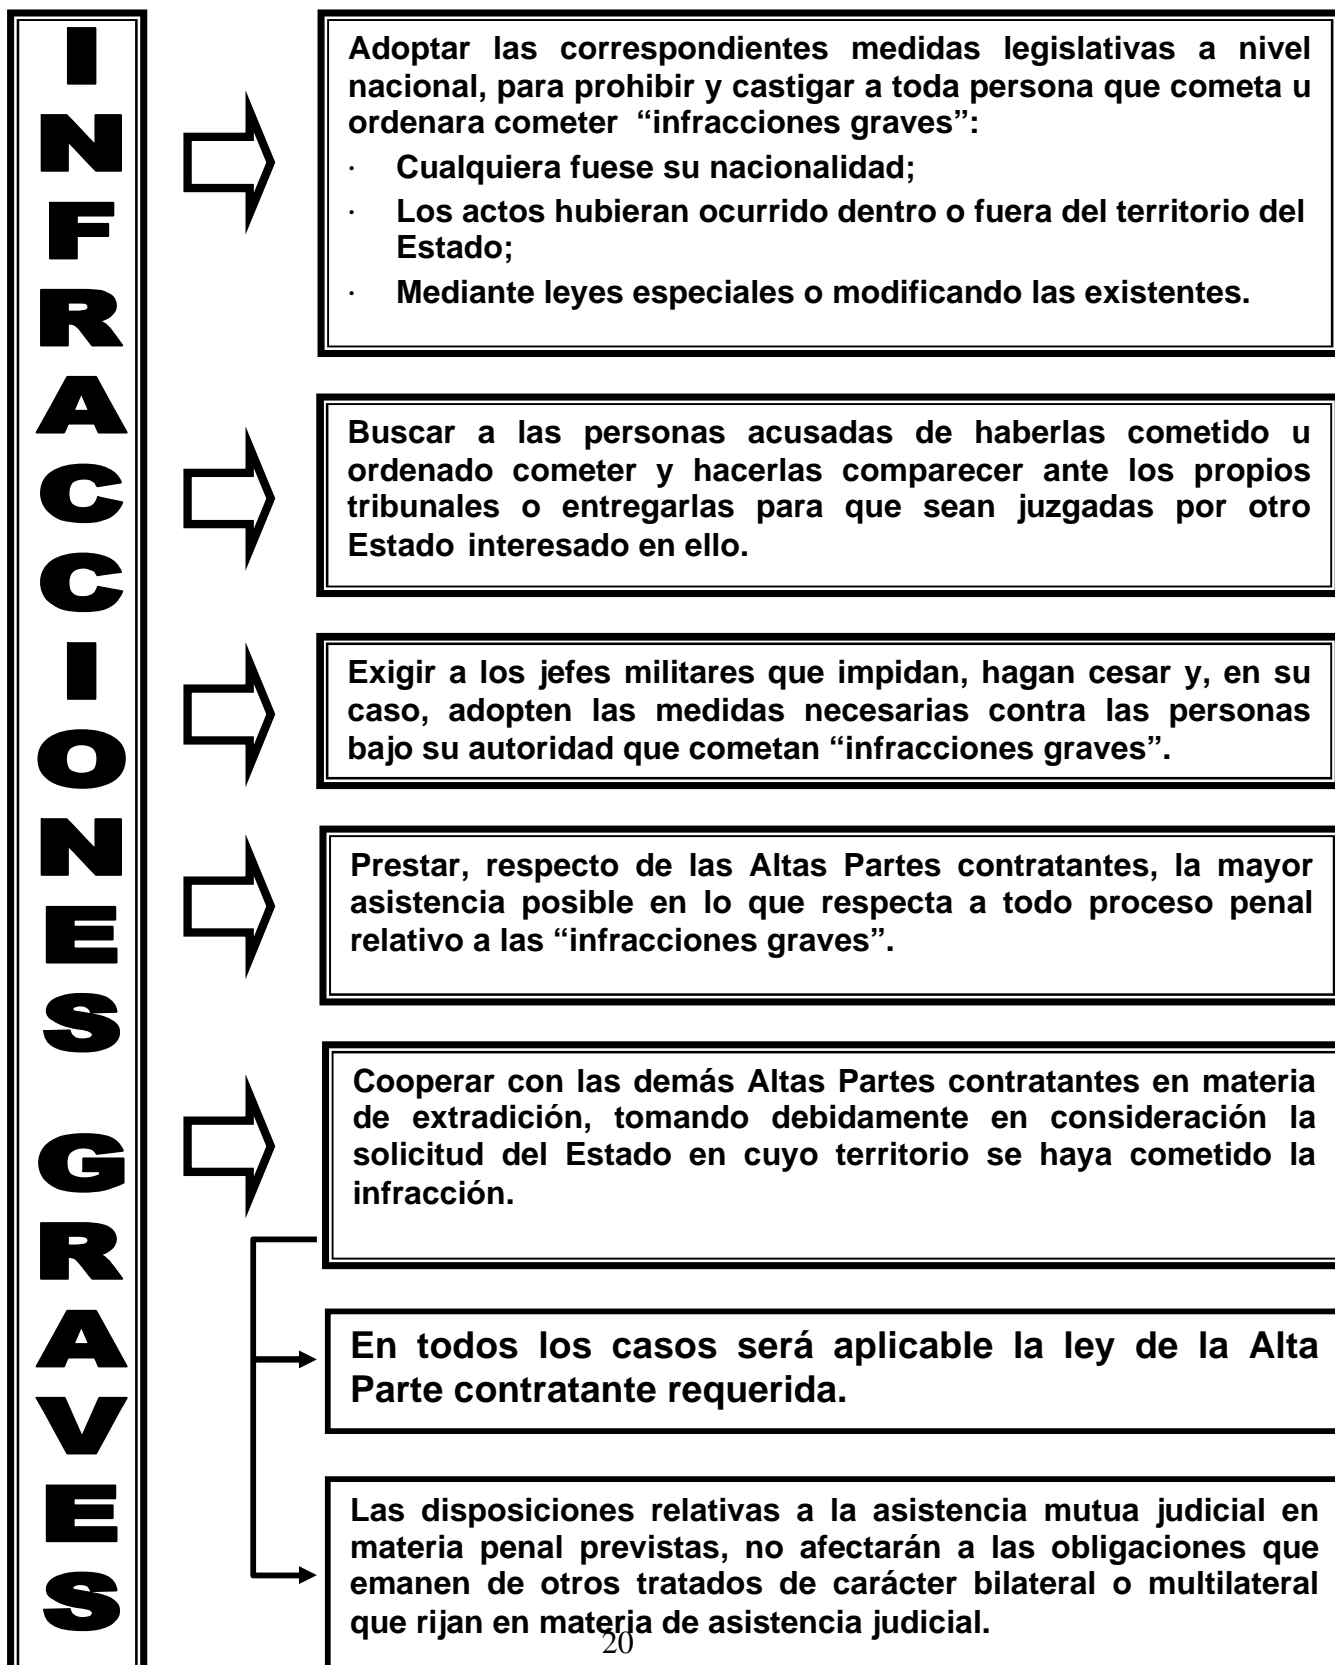 INFRACCIONES GRAVES
Adoptar las correspondientes medidas legislativas a nivel
nacional, para prohibir y castigar a toda persona que cometa u
ordenara cometer “infracciones graves”:
· Cualquiera fuese su nacionalidad;
· Los actos hubieran ocurrido dentro o fuera del territorio del
Estado;
· Mediante leyes especiales o modificando las existentes.
Buscar a las personas acusadas de haberlas cometido u
ordenado cometer y hacerlas comparecer ante los propios
tribunales o entregarlas para que sean juzgadas por otro
Estado interesado en ello.
Exigir a los jefes militares que impidan, hagan cesar y, en su
caso, adopten las medidas necesarias contra las personas
bajo su autoridad que cometan “infracciones graves”.
Prestar, respecto de las Altas Partes contratantes, la mayor
asistencia posible en lo que respecta a todo proceso penal
relativo a las “infracciones graves”.
Cooperar con las demás Altas Partes contratantes en materia
de extradición, tomando debidamente en consideración la
solicitud del Estado en cuyo territorio se haya cometido la
infracción.
En todos los casos será aplicable la ley de la Alta
Parte contratante requerida.
Las disposiciones relativas a la asistencia mutua judicial en
materia penal previstas, no afectarán a las obligaciones que
emanen de otros tratados de carácter bilateral o multilateral
que rijan en materia de asistencia judicial.
20